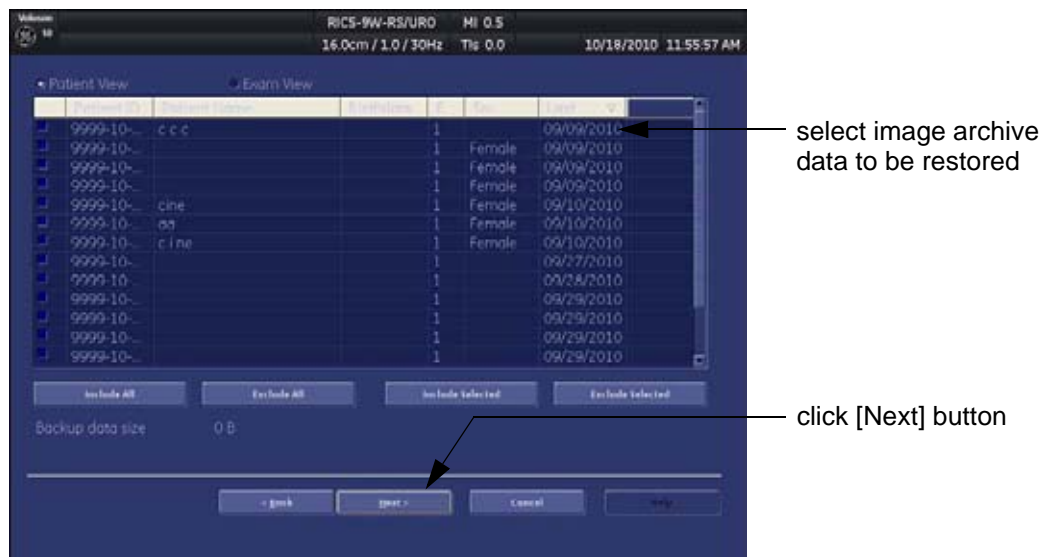 Voluson RIC5-9W-RS/URO MI 0.5
16.0cm / 1.0 / 30Hz TIs 0.0 10/18/2010 11:55:57 AM
Patient View Exam View
Patient ID Patient Name Birthdate E Sex Last
9999-10-... c c c 1 09/09/2010
9999-10-... 1 Female 09/09/2010
9999-10-... 1 Female 09/09/2010
9999-10-... 1 Female 09/09/2010
9999-10-... cine 1 Female 09/10/2010
9999-10-... aa 1 Female 09/10/2010
9999-10-... c i ne 1 Female 09/10/2010
9999-10-... 1 09/27/2010
9999-10-... 1 09/28/2010
9999-10-... 1 09/29/2010
9999-10-... 1 09/29/2010
9999-10-... 1 09/29/2010
9999-10-... 1 09/29/2010
Include All Exclude All Include Selected Exclude Selected
Backup data size 0 B
< Back Next > Cancel Help
select image archive
data to be restored
click [Next] button